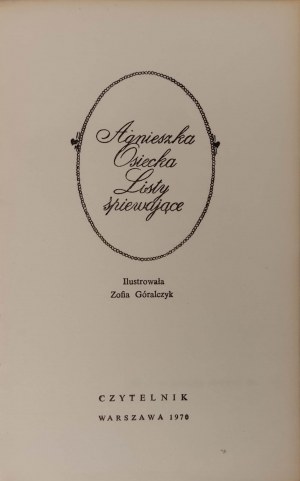 Agnieszka
Osiecka
Listy
śpiewające
Ilustrowała
Zofia Góralczyk
CZYTELNIK
WARSZAWA 1970